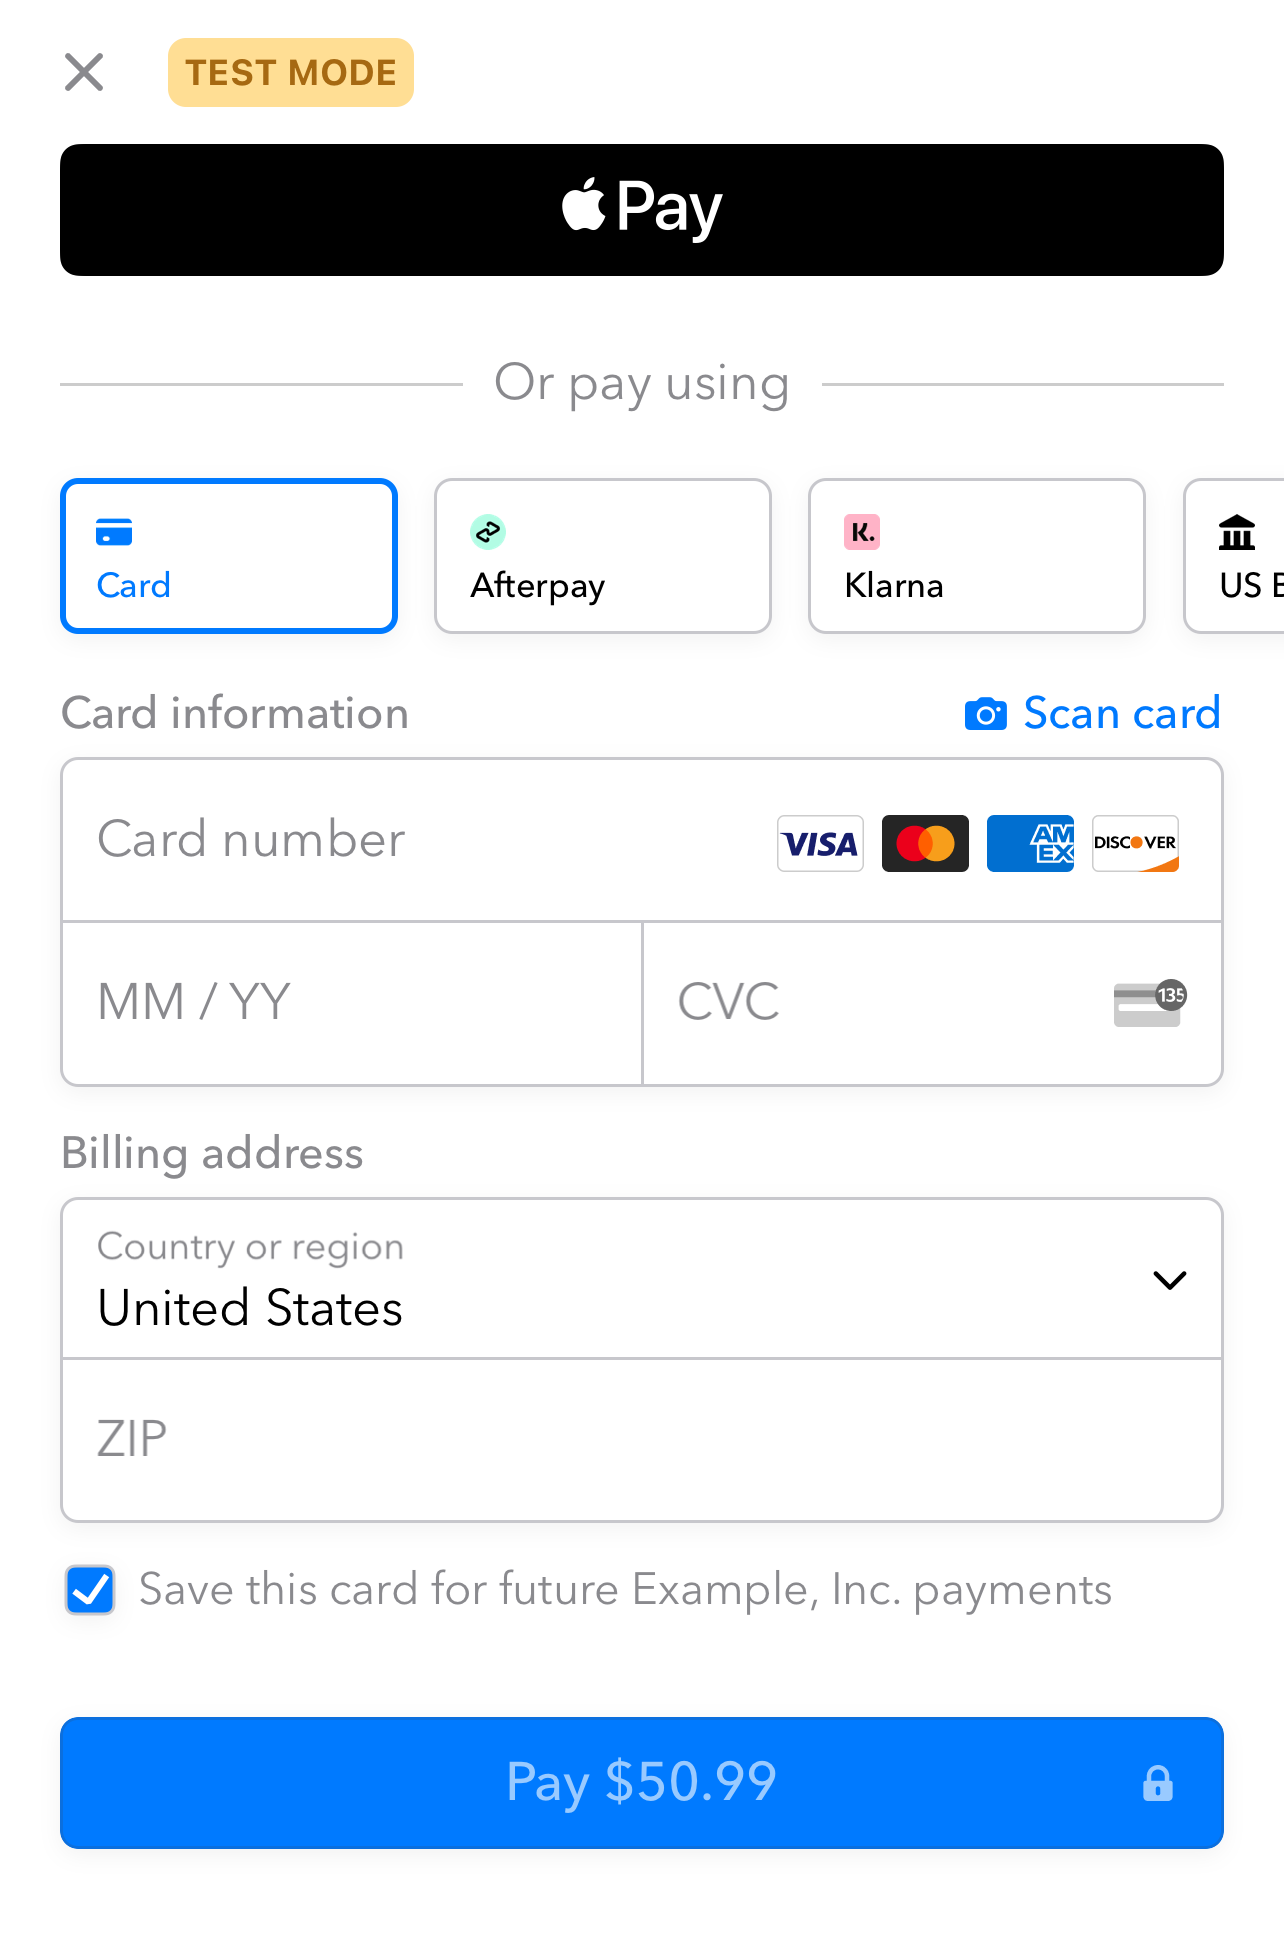 TEST MODE
Pay
Or pay using
Card
Afterpay
K.
Klarna
US
Card information
Scan card
Card number
VISA
AM
EX
DISCOVER
MM / YY
CVC
135
Billing address
Country or region
United States
ZIP
Save this card for future Example, Inc. payments
Pay $50.99